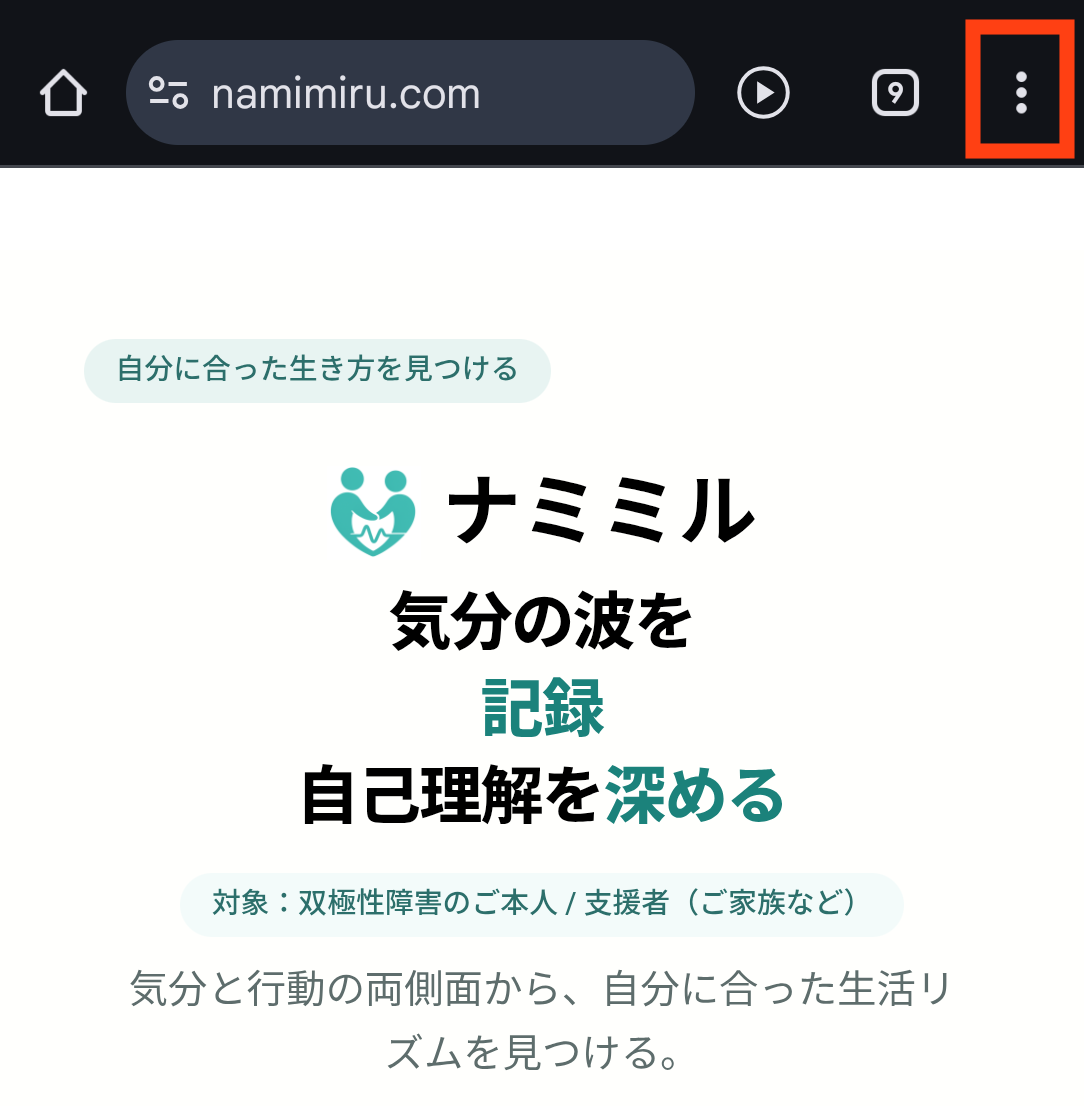 namimiru.com
9
自分に合った生き方を見つける
ナミミル
気分の波を
記録
自己理解を深める
対象：双極性障害のご本人 / 支援者（ご家族など）
気分と行動の両側面から、自分に合った生活リ
ズムを見つける。